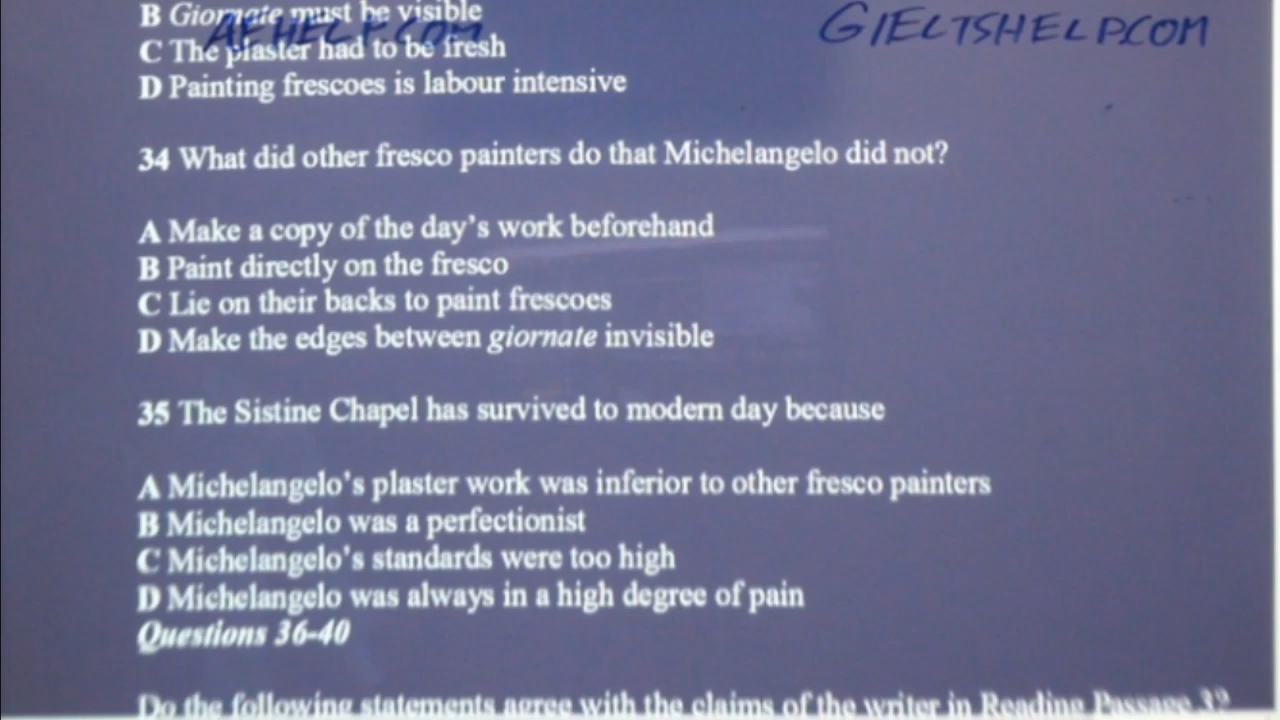 B Giornate must be visible
AEHELP.COM
GIELTSHELP.COM
C The plaster had to be fresh
D Painting frescoes is labour intensive
34 What did other fresco painters do that Michelangelo did not?
A Make a copy of the day's work beforehand
B Paint directly on the fresco
C Lie on their backs to paint frescoes
D Make the edges between giornate invisible
35 The Sistine Chapel has survived to modern day because
A Michelangelo's plaster work was inferior to other fresco painters
B Michelangelo was a perfectionist
C Michelangelo's standards were too high
D Michelangelo was always in a high degree of pain
Questions 36-40
Do the following statements agree with the claims of the writer in Reading Passage 3?